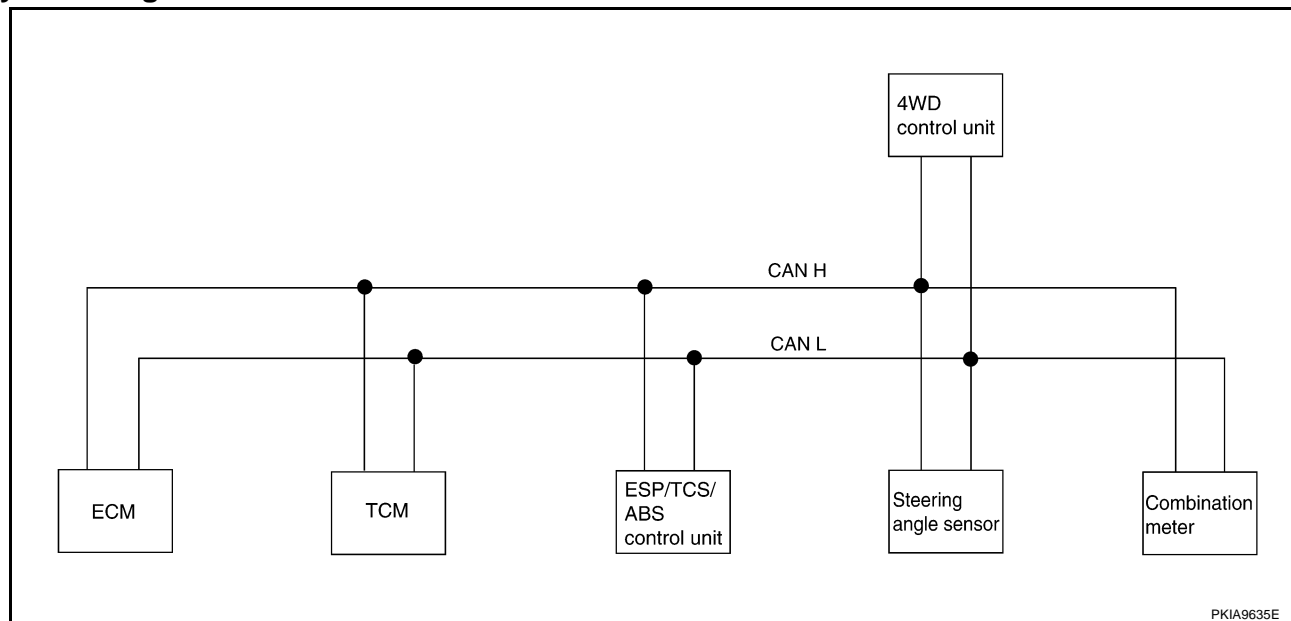 4WD
control unit
CAN H
CAN L
ECM
TCM
ESP/TCS/
ABS
control unit
Steering
angle sensor
Combination
meter
PKIA9635E